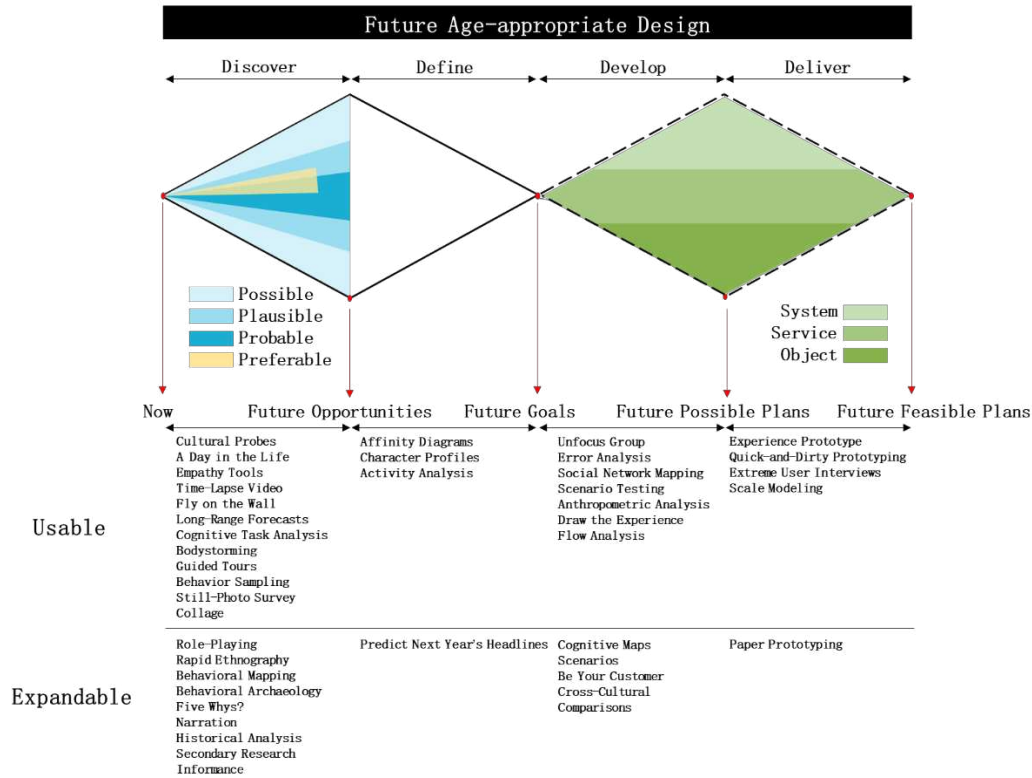 Future Age-appropriate Design
Discover
Define
Develop
Deliver
Possible
Plausible
Probable
Preferable
System
Service
Object
Now
Future Opportunities
Future Goals
Future Possible Plans
Future Feasible Plans
Usable
Cultural Probes
A Day in the Life
Empathy Tools
Time-Lapse Video
Fly on the Wall
Long-Range Forecasts
Cognitive Task Analysis
Bodystorming
Guided Tours
Behavior Sampling
Still-Photo Survey
Collage
Affinity Diagrams
Character Profiles
Activity Analysis
Unfocus Group
Error Analysis
Social Network Mapping
Scenario Testing
Anthropometric Analysis
Draw the Experience
Flow Analysis
Experience Prototype
Quick-and-Dirty Prototyping
Extreme User Interviews
Scale Modeling
Expandable
Role-Playing
Rapid Ethnography
Behavioral Mapping
Behavioral Archaeology
Five Whys?
Narration
Historical Analysis
Secondary Research
Informance
Predict Next Year's Headlines
Cognitive Maps
Scenarios
Be Your Customer
Cross-Cultural
Comparisons
Paper Prototyping